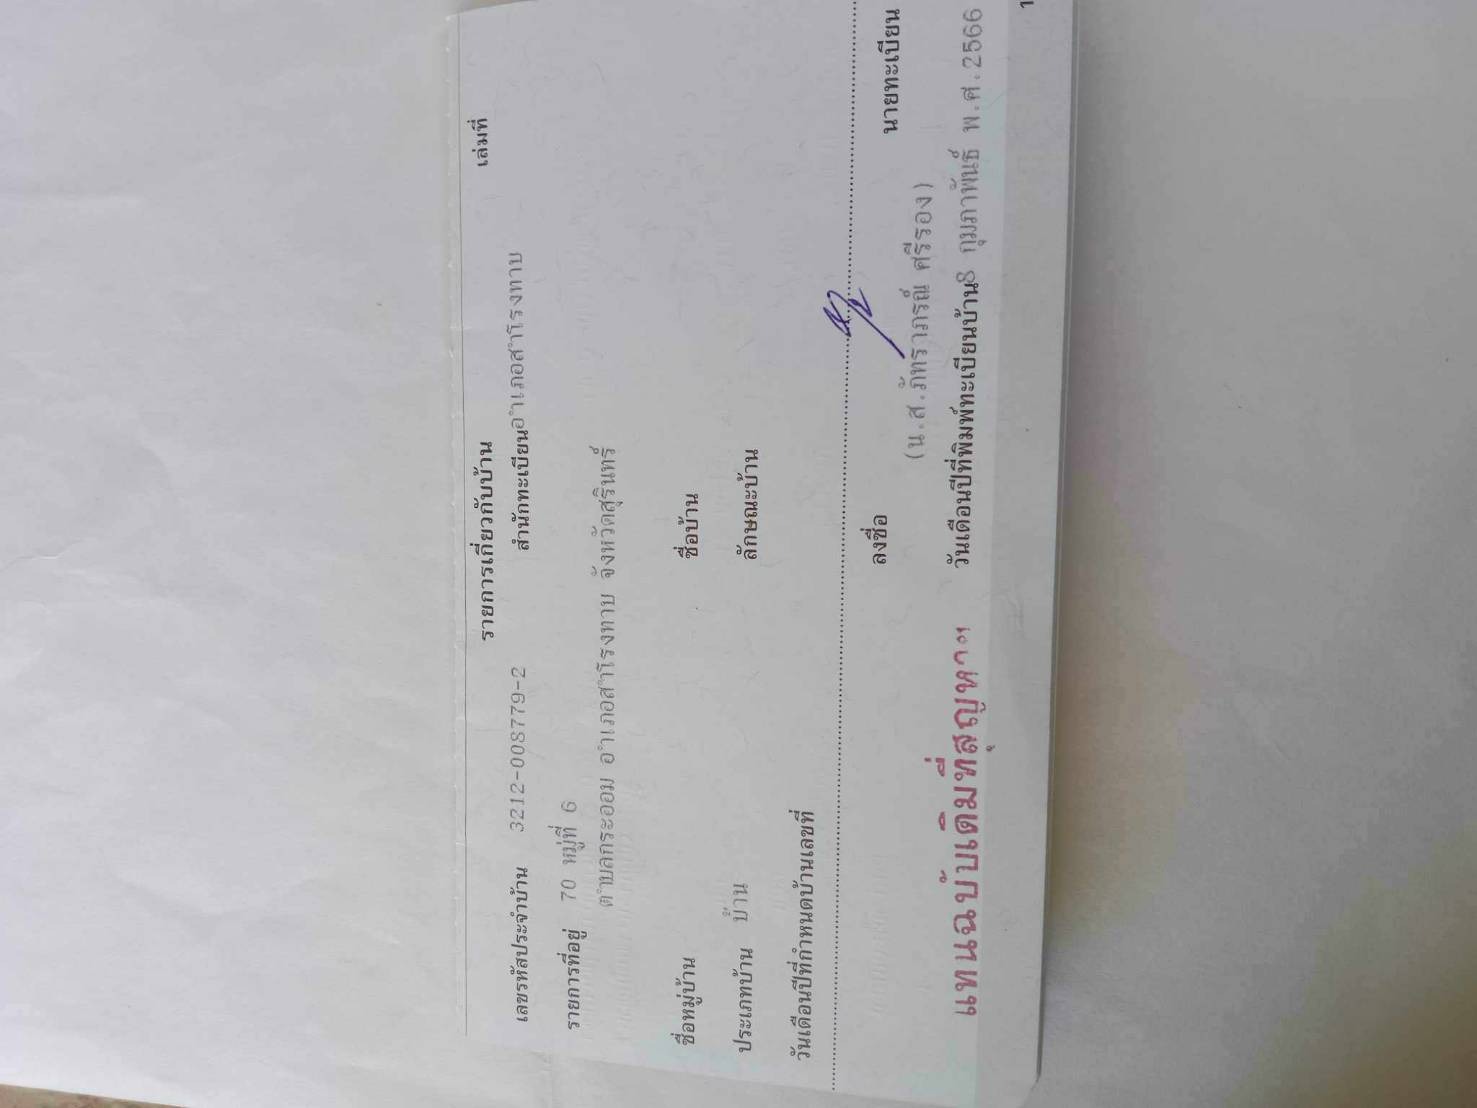 รายการเกี่ยวกับบ้าน เล่มที่
เลขรหัสประจำบ้าน 3212-008779-2 สำนักทะเบียน อำเภอสำโรงทาบ
รายการที่อยู่ 70 หมู่ที่ 6
ตำบลกระออม อำเภอสำโรงทาบ จังหวัดสุรินทร์
ชื่อหมู่บ้าน ชื่อบ้าน
ประเภทบ้าน บ้าน ลักษณะบ้าน
วันเดือนปีที่กำหนดบ้านเลขที่
ลงชื่อ นายทะเบียน
(น.ส.ภัทราภรณ์ ศรีรอง)
แทนฉบับเดิมที่สูญหาย วันเดือนปีที่พิมพ์ทะเบียนบ้าน 8 กุมภาพันธ์ พ.ศ.2566